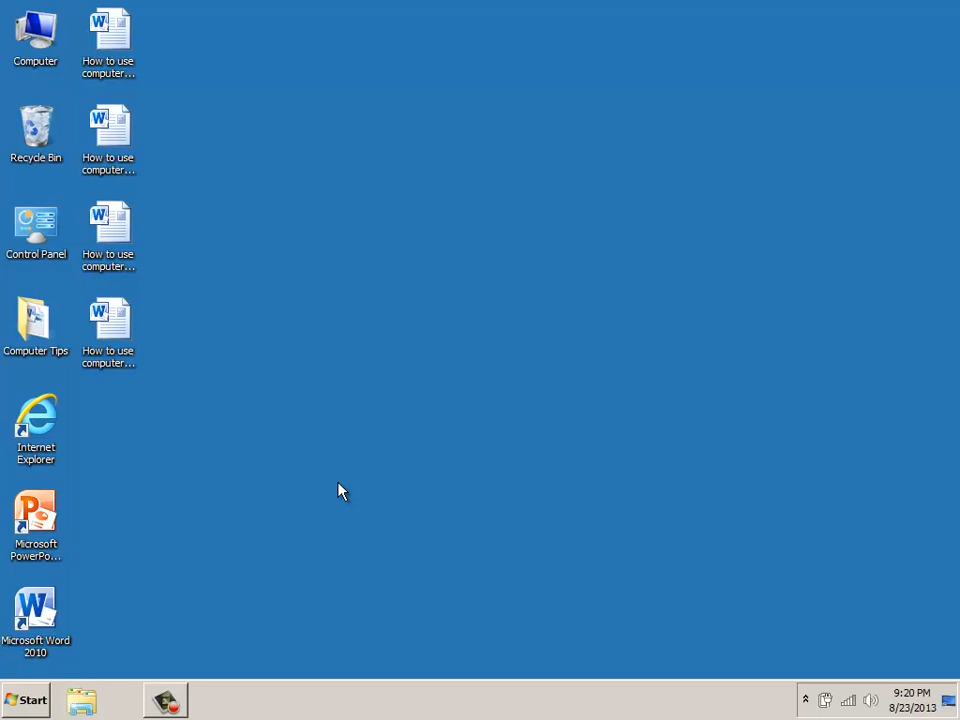 Computer
How to use
computer...
Recycle Bin
How to use
computer...
Control Panel
How to use
computer...
Computer Tips
How to use
computer...
Internet
Explorer
Microsoft
PowerPo...
Microsoft Word
2010
Start
9:20 PM
8/23/2013